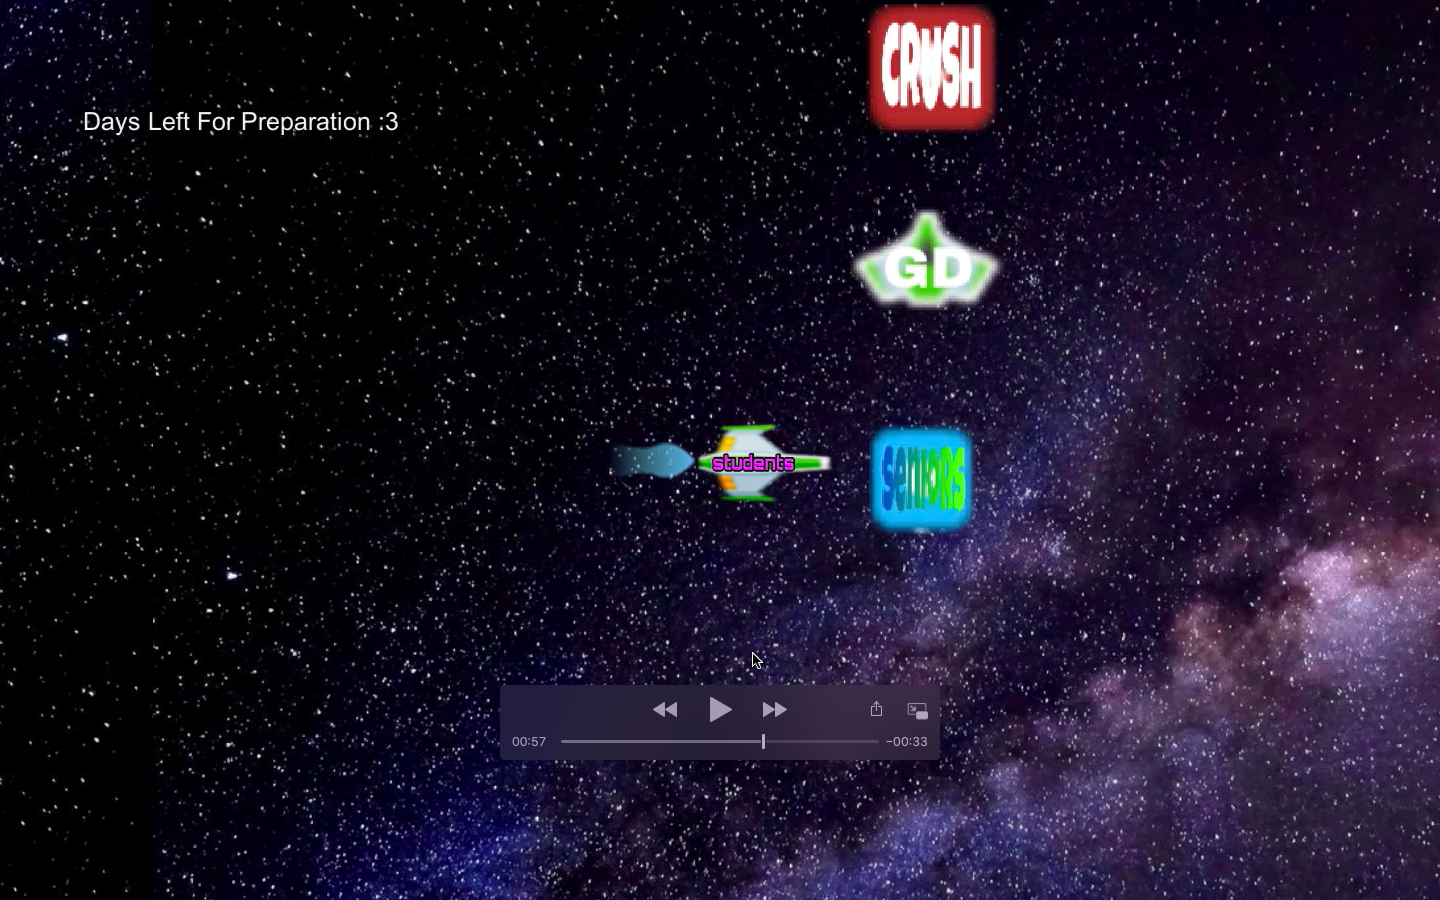 CRUSH
Days Left For Preparation :3
GD
students
SENIORS
00:57
-00:33